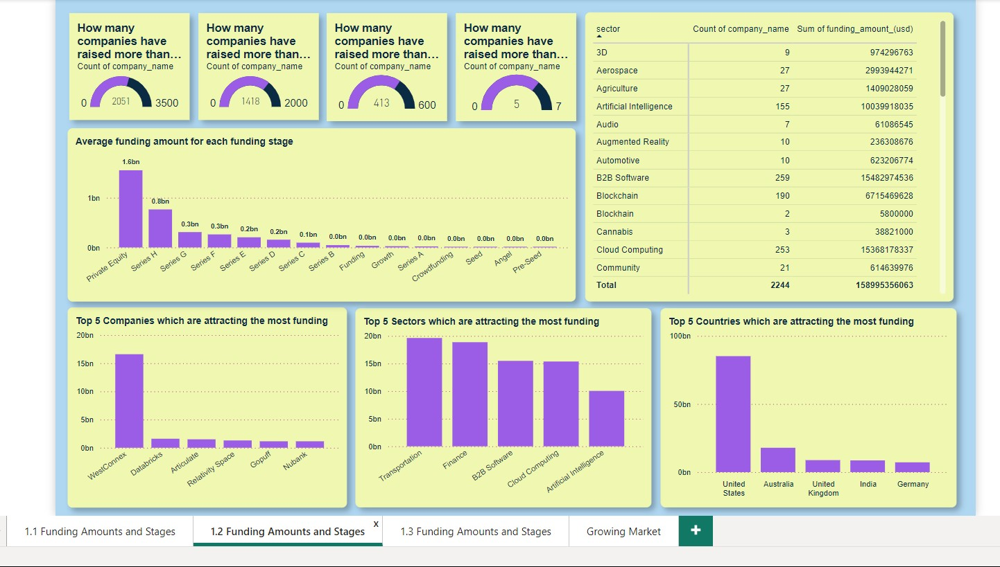 How many
companies have
raised more than...
Count of company_name
0 2051 3500
How many
companies have
raised more than...
Count of company_name
0 1418 2000
How many
companies have
raised more than...
Count of company_name
0 413 600
How many
companies have
raised more than...
Count of company_name
0 5 7
sector Count of company_name Sum of funding_amount_(usd)
3D 9 974296763
Aerospace 27 2993944271
Agriculture 27 1409028059
Artificial Intelligence 155 10039918035
Audio 7 61086545
Augmented Reality 10 236308676
Automotive 10 623206774
B2B Software 259 15482974536
Blockchain 190 6715469628
Blockhain 2 5800000
Cannabis 3 38821000
Cloud Computing 253 15368178337
Community 21 614639976
Total 2244 158995356063
Average funding amount for each funding stage
1.6bn
1bn
0.8bn
0.3bn 0.3bn 0.2bn 0.2bn 0.1bn 0.0bn 0.0bn 0.0bn 0.0bn 0.0bn 0.0bn 0.0bn 0.0bn
0bn
Private Equity Series H Series G Series F Series E Series D Series C Series B Funding Growth Series A Crowdfunding Seed Angel Pre-Seed
Top 5 Companies which are attracting the most funding
20bn
15bn
10bn
5bn
0bn
WestConnex Databricks Articulate Relativity Space Gopuff Nubank
Top 5 Sectors which are attracting the most funding
20bn
15bn
10bn
5bn
0bn
Transportation Finance B2B Software Cloud Computing Artificial Intelligence
Top 5 Countries which are attracting the most funding
100bn
50bn
0bn
United States Australia United Kingdom India Germany
1.1 Funding Amounts and Stages 1.2 Funding Amounts and Stages X 1.3 Funding Amounts and Stages Growing Market +